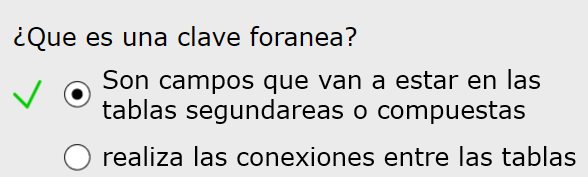 ¿Que es una clave foranea?
Son campos que van a estar en las
tablas segundareas o compuestas
realiza las conexiones entre las tablas